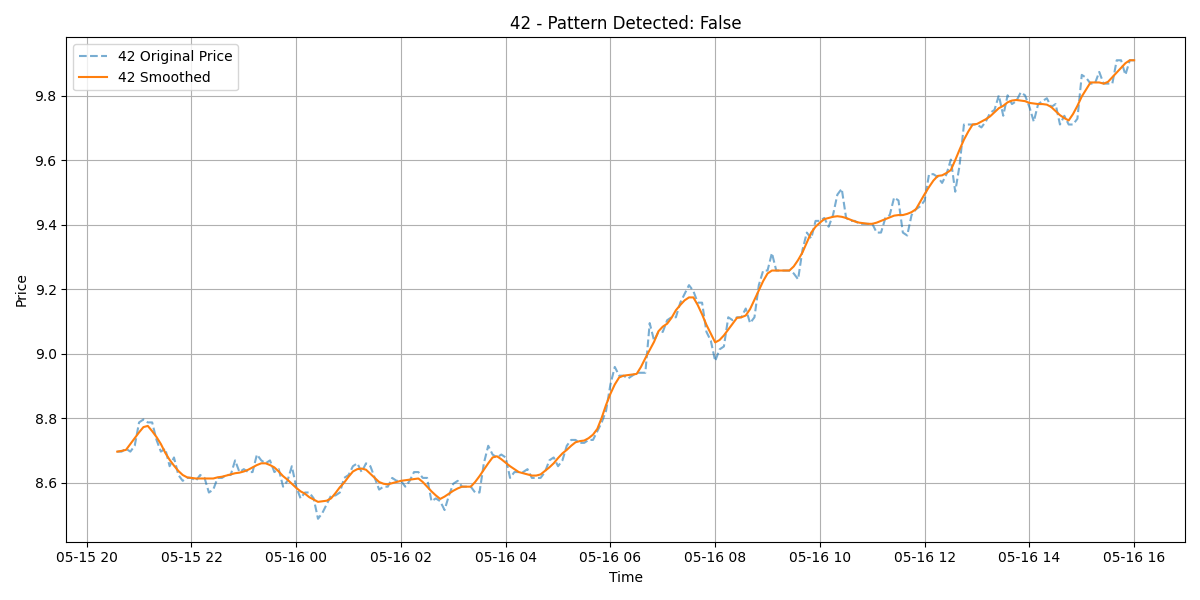 42 - Pattern Detected: False
42 Original Price
42 Smoothed
Price
9.8
9.6
9.4
9.2
9.0
8.8
8.6
05-15 20 05-15 22 05-16 00 05-16 02 05-16 04 05-16 06 05-16 08 05-16 10 05-16 12 05-16 14 05-16 16
Time